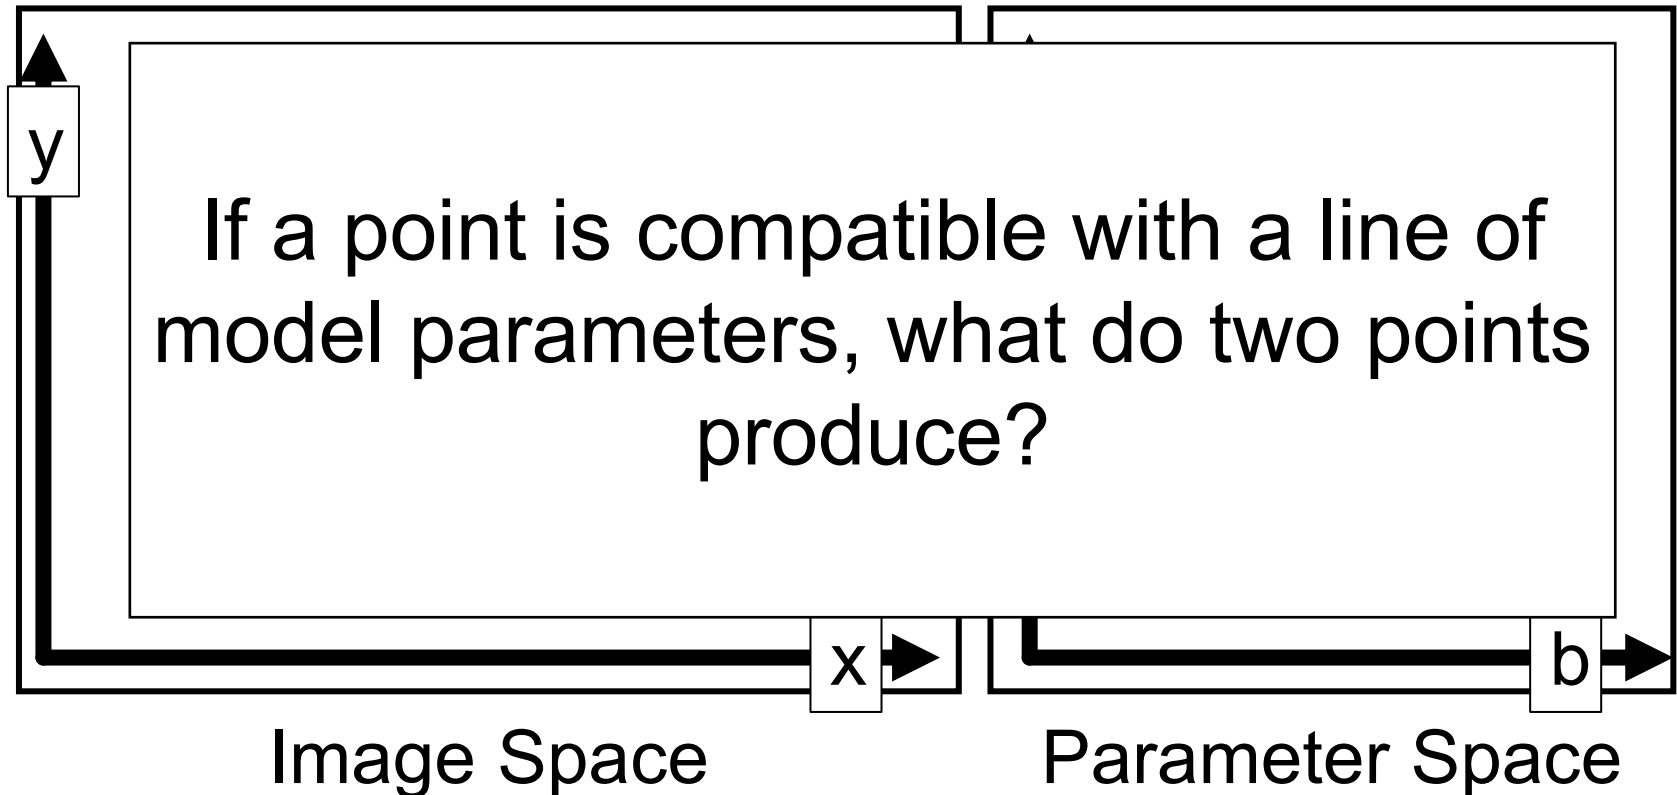 y
If a point is compatible with a line of
model parameters, what do two points
produce?
x
b
Image Space
Parameter Space